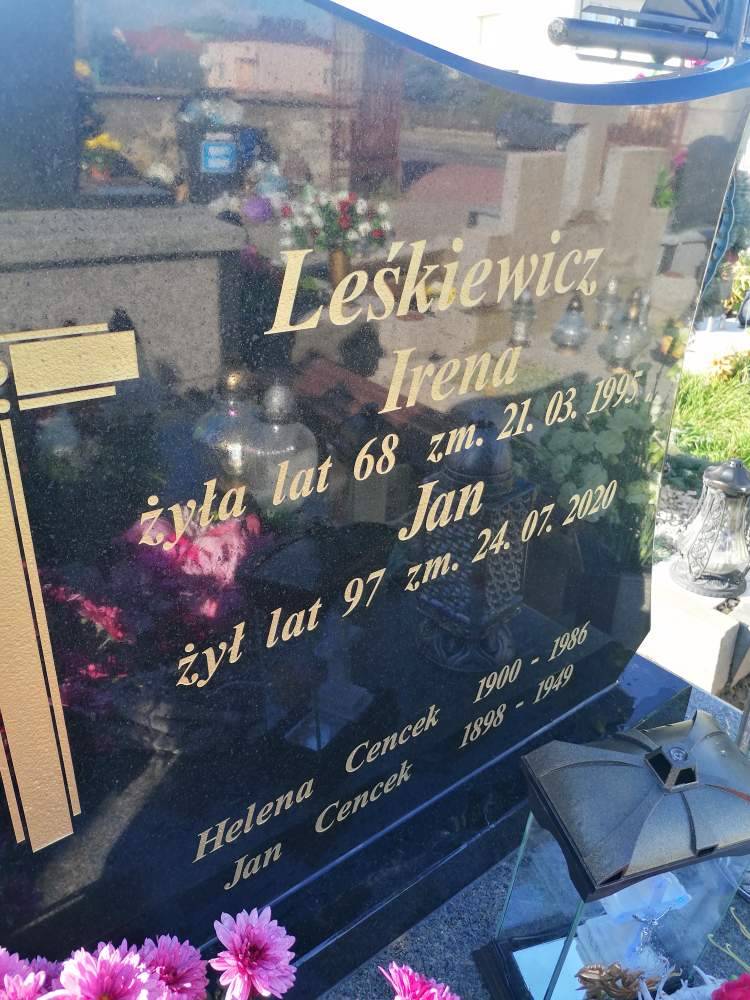 Leśkiewicz
Irena
żyła lat 68 zm. 21. 03. 1995
Jan
żył lat 97 zm. 24. 07. 2020
Helena Cencek 1900 - 1986
Jan Cencek 1898 - 1949